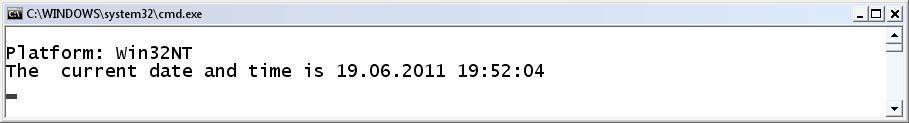 C:\WINDOWS\system32\cmd.exe
Platform: Win32NT
The  current date and time is 19.06.2011 19:52:04